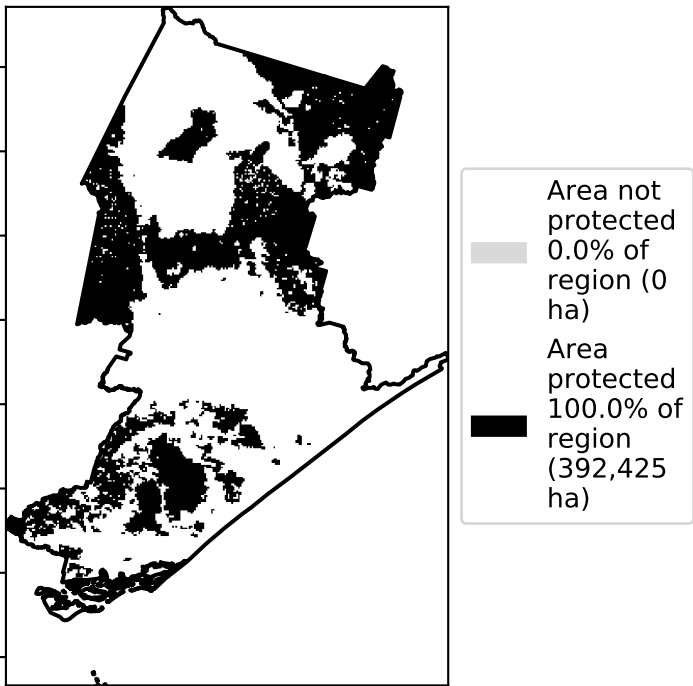 Area not
protected
0.0% of
region (0
ha)
Area
protected
100.0% of
region
(392,425
ha)